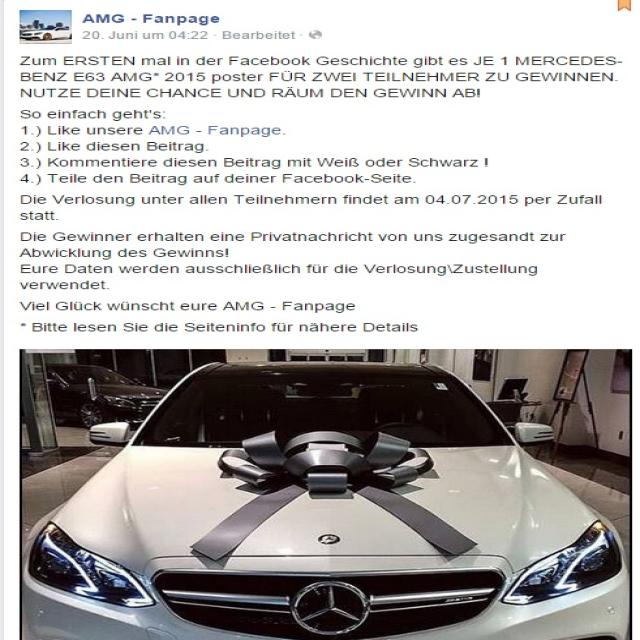 AMG - Fanpage
20. Juni um 04:22 · Bearbeitet ·
Zum ERSTEN mal in der Facebook Geschichte gibt es JE 1 MERCEDES-
BENZ E63 AMG* 2015 poster FÜR ZWEI TEILNEHMER ZU GEWINNEN.
NUTZE DEINE CHANCE UND RÄUM DEN GEWINN AB!
So einfach geht's:
1.) Like unsere AMG - Fanpage.
2.) Like diesen Beitrag.
3.) Kommentiere diesen Beitrag mit Weiß oder Schwarz !
4.) Teile den Beitrag auf deiner Facebook-Seite.
Die Verlosung unter allen Teilnehmern findet am 04.07.2015 per Zufall
statt.
Die Gewinner erhalten eine Privatnachricht von uns zugesandt zur
Abwicklung des Gewinns!
Eure Daten werden ausschließlich für die Verlosung\Zustellung
verwendet.
Viel Glück wünscht eure AMG - Fanpage
* Bitte lesen Sie die Seiteninfo für nähere Details